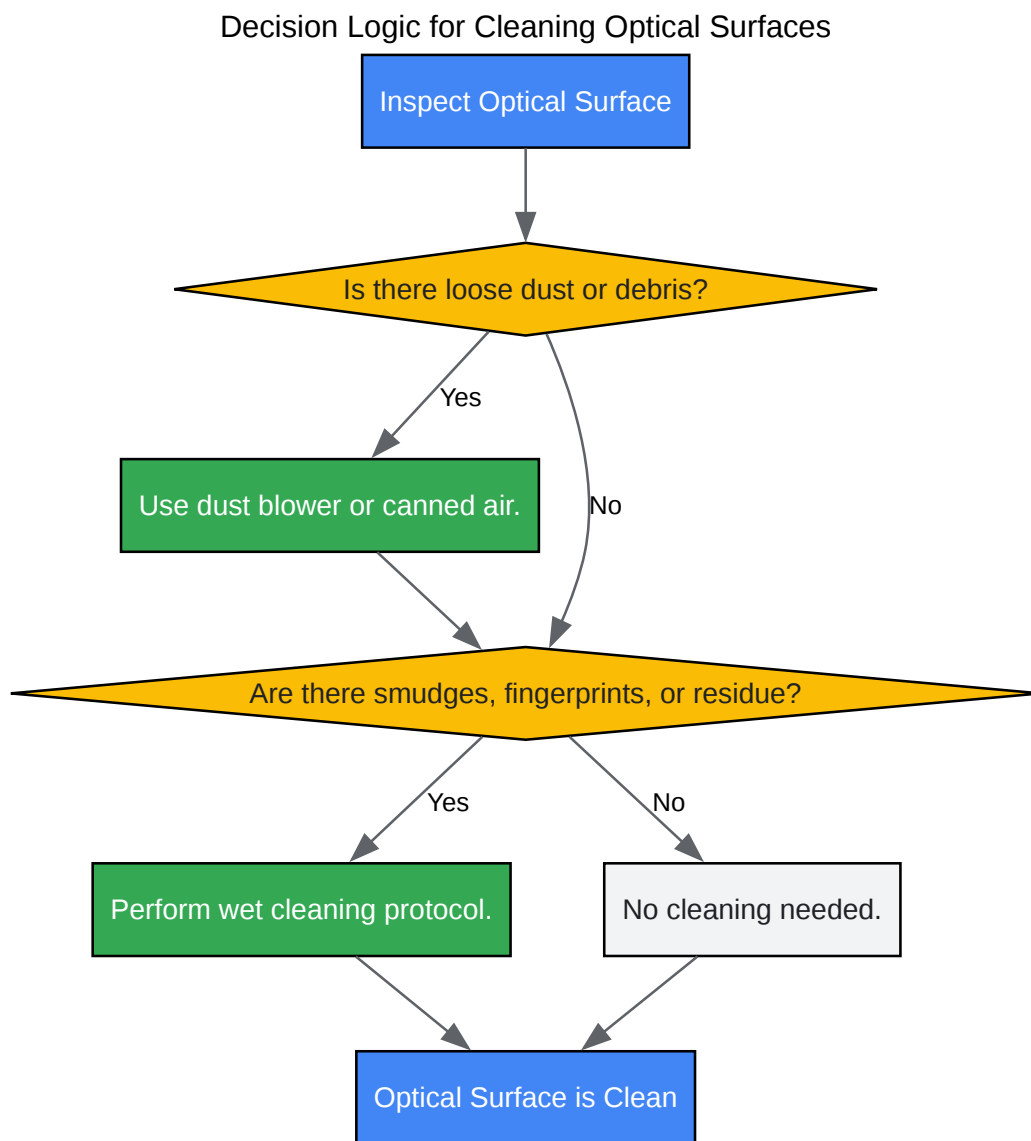 Decision Logic for Cleaning Optical Surfaces
Inspect Optical Surface
Is there loose dust or debris?
Yes
Use dust blower or canned air.
No
Are there smudges, fingerprints, or residue?
Yes
No
Perform wet cleaning protocol.
No cleaning needed.
Optical Surface is Clean